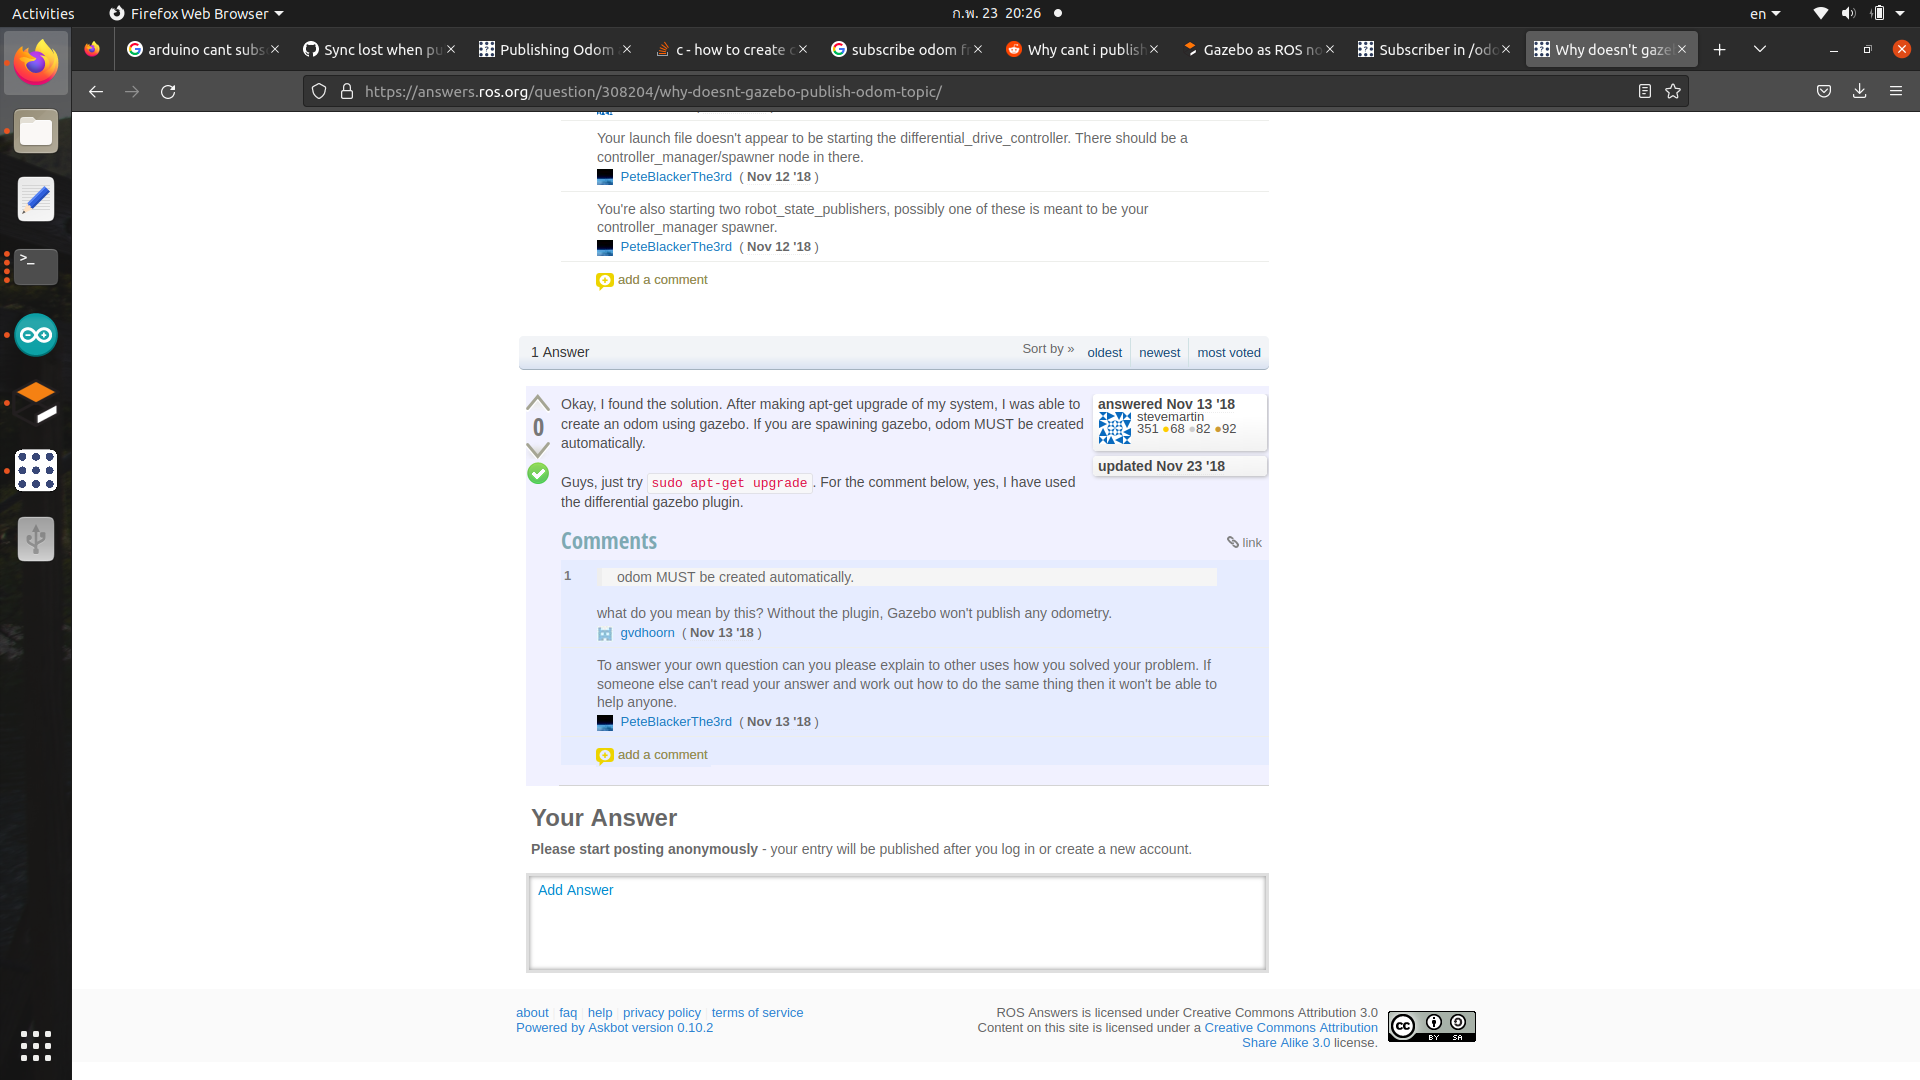 Activities
Firefox Web Browser
ก.พ. 23 20:26
en
arduino cant subs
Sync lost when pu
Publishing Odom a
c - how to create c
subscribe odom fr
Why cant i publish
Gazebo as ROS no
Subscriber in /odo
Why doesn't gazeb
https://answers.ros.org/question/308204/why-doesnt-gazebo-publish-odom-topic/
Your launch file doesn't appear to be starting the differential_drive_controller. There should be a
controller_manager/spawner node in there.
PeteBlackerThe3rd ( Nov 12 '18 )
You're also starting two robot_state_publishers, possibly one of these is meant to be your
controller_manager spawner.
PeteBlackerThe3rd ( Nov 12 '18 )
add a comment
1 Answer
Sort by » oldest newest most voted
0
Okay, I found the solution. After making apt-get upgrade of my system, I was able to
create an odom using gazebo. If you are spawining gazebo, odom MUST be created
automatically.
Guys, just try sudo apt-get upgrade. For the comment below, yes, I have used
the differential gazebo plugin.
answered Nov 13 '18
stevemartin
351 ●68 ●82 ●92
updated Nov 23 '18
Comments
link
1
odom MUST be created automatically.
what do you mean by this? Without the plugin, Gazebo won't publish any odometry.
gvdhoorn ( Nov 13 '18 )
To answer your own question can you please explain to other uses how you solved your problem. If
someone else can't read your answer and work out how to do the same thing then it won't be able to
help anyone.
PeteBlackerThe3rd ( Nov 13 '18 )
add a comment
Your Answer
Please start posting anonymously - your entry will be published after you log in or create a new account.
Add Answer
about faq help privacy policy terms of service
Powered by Askbot version 0.10.2
ROS Answers is licensed under Creative Commons Attribution 3.0
Content on this site is licensed under a Creative Commons Attribution
Share Alike 3.0 license.
cc
BY SA